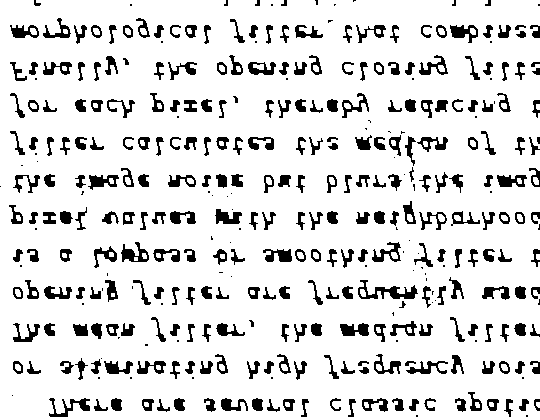 There are several classic spatia
or eliminating high frequency nois
The mean filter, the median filter
opening filter are frequently used
is a lowpass or smoothing filter t
pixel values with the neighborhood
the image noise but blurs the imag
filter calculates the median of th
for each pixel, thereby reducing t
Finally, the opening closing filte
morphological filter that combines